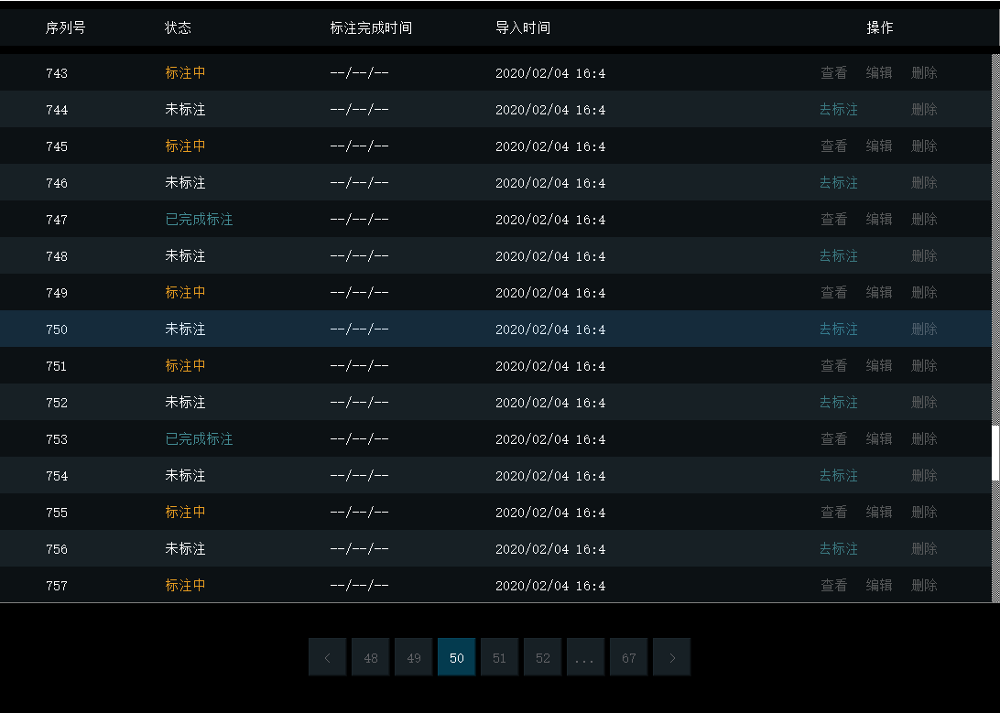 序列号 状态 标注完成时间 导入时间 操作
743 标注中 --/--/-- 2020/02/04 16:4 查看 编辑 删除
744 未标注 --/--/-- 2020/02/04 16:4 去标注 删除
745 标注中 --/--/-- 2020/02/04 16:4 查看 编辑 删除
746 未标注 --/--/-- 2020/02/04 16:4 去标注 删除
747 已完成标注 --/--/-- 2020/02/04 16:4 查看 编辑 删除
748 未标注 --/--/-- 2020/02/04 16:4 去标注 删除
749 标注中 --/--/-- 2020/02/04 16:4 查看 编辑 删除
750 未标注 --/--/-- 2020/02/04 16:4 去标注 删除
751 标注中 --/--/-- 2020/02/04 16:4 查看 编辑 删除
752 未标注 --/--/-- 2020/02/04 16:4 去标注 删除
753 已完成标注 --/--/-- 2020/02/04 16:4 查看 编辑 删除
754 未标注 --/--/-- 2020/02/04 16:4 去标注 删除
755 标注中 --/--/-- 2020/02/04 16:4 查看 编辑 删除
756 未标注 --/--/-- 2020/02/04 16:4 去标注 删除
757 标注中 --/--/-- 2020/02/04 16:4 查看 编辑 删除
< 48 49 50 51 52 ... 67 >